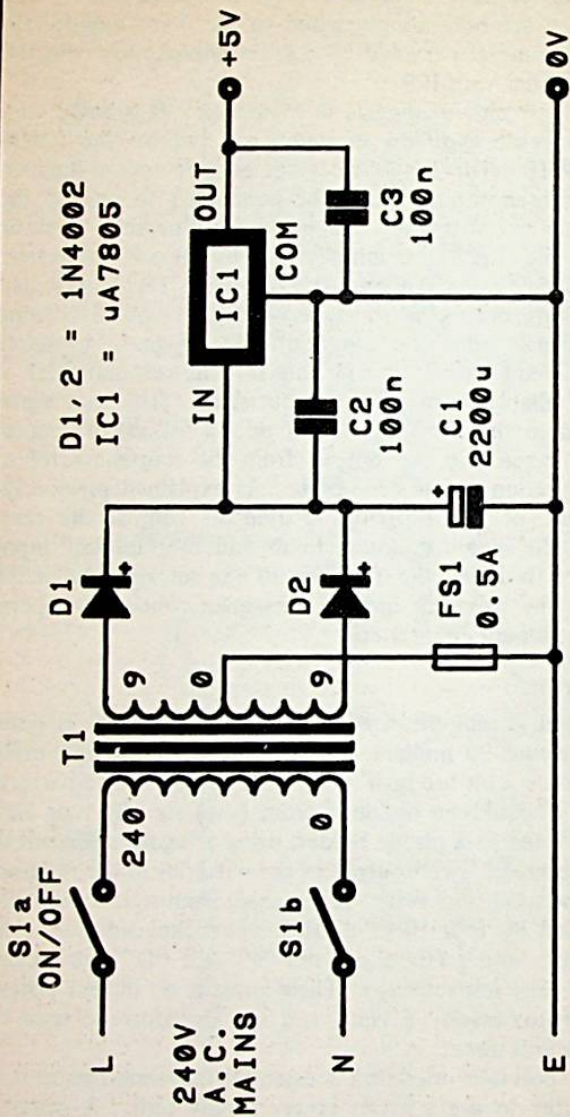 S1a
ON/OFF
L
240V
A.C.
MAINS
N
S1b
E
240
0
T1
9
0
9
D1
D2
+
+
FS1
0.5A
+
C1
2200u
D1,2 = 1N4002
IC1 = uA7805
IN
IC1
OUT
COM
C2
100n
C3
100n
+5V
0V